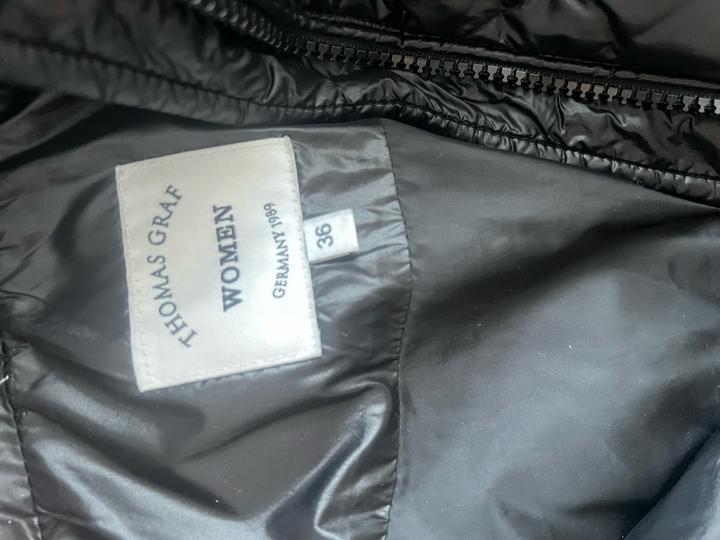 THOMAS GRAF
WOMEN
GERMANY 1989
36